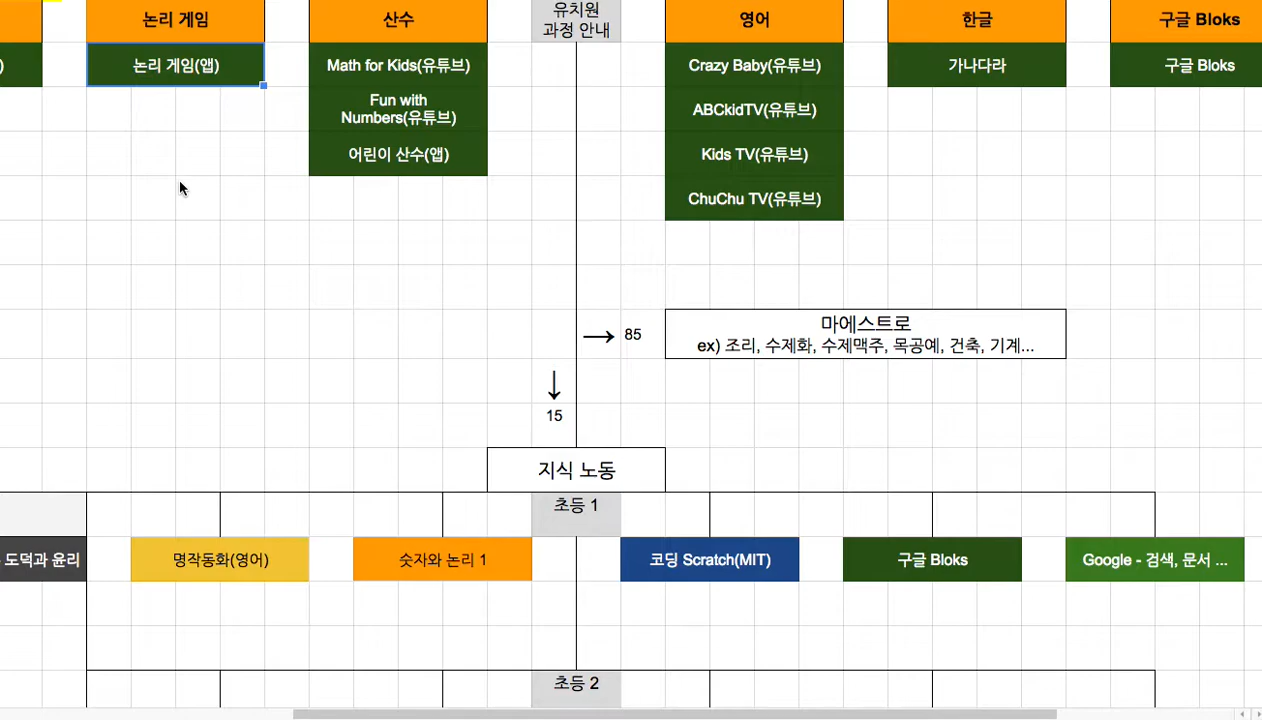 논리 게임
산수
유치원
과정 안내
영어
한글
구글 Bloks
)
논리 게임(앱)
Math for Kids(유튜브)
Crazy Baby(유튜브)
가나다라
구글 Bloks
Fun with
Numbers(유튜브)
ABCkidTV(유튜브)
어린이 산수(앱)
Kids TV(유튜브)
ChuChu TV(유튜브)
→ 85
마에스트로
ex) 조리, 수제화, 수제맥주, 목공예, 건축, 기계...
↓
15
지식 노동
초등 1
도덕과 윤리
명작동화(영어)
숫자와 논리 1
코딩 Scratch(MIT)
구글 Bloks
Google - 검색, 문서 ...
초등 2